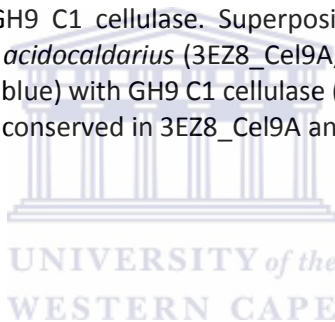 GH9 C1 cellulase. Superposi
acidocaldarius (3EZ8_Cel9A
blue) with GH9 C1 cellulase (
conserved in 3EZ8_Cel9A an
UNIVERSITY of the
WESTERN CAPE